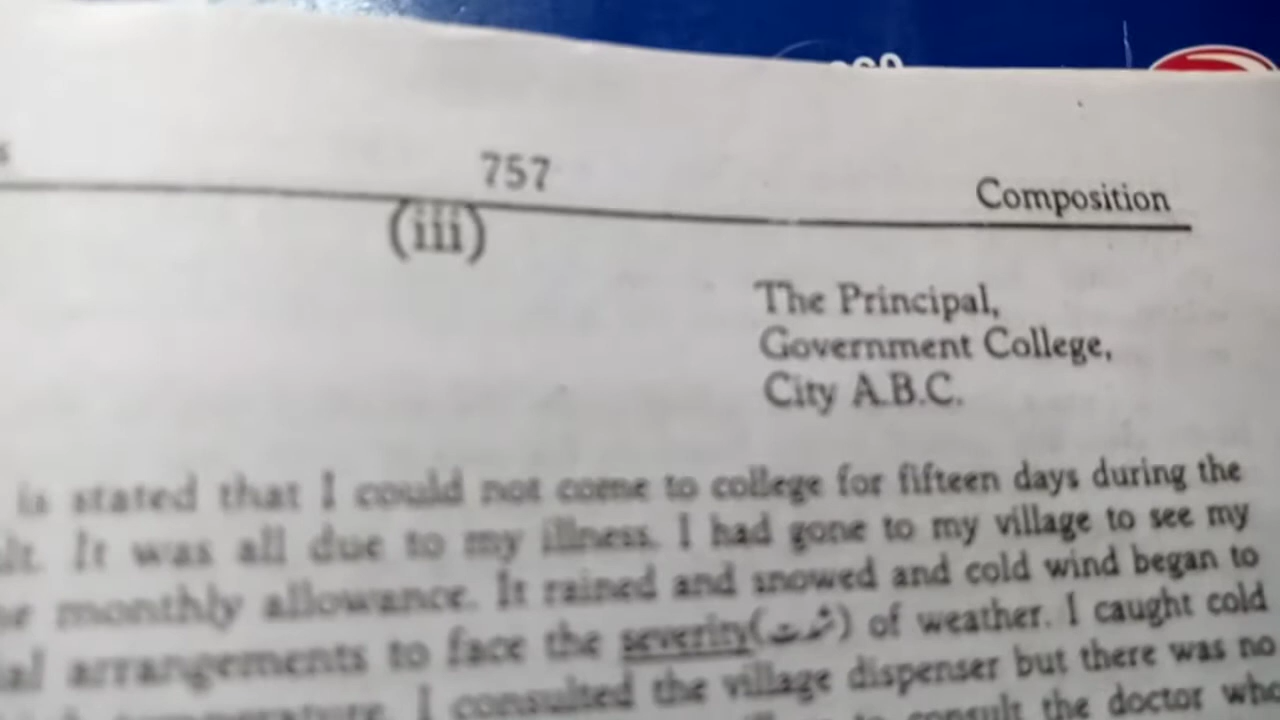 757
Composition
(iii)
The Principal,
Government College,
City A.B.C.
is stated that I could not come to college for fifteen days during the
It was all due to my illness. I had gone to my village to see my
monthly allowance. It rained and snowed and cold wind began to
arrangements to face the severity(شدت) of weather. I caught cold
temperature. I consulted the village dispenser but there was no
consult the doctor who